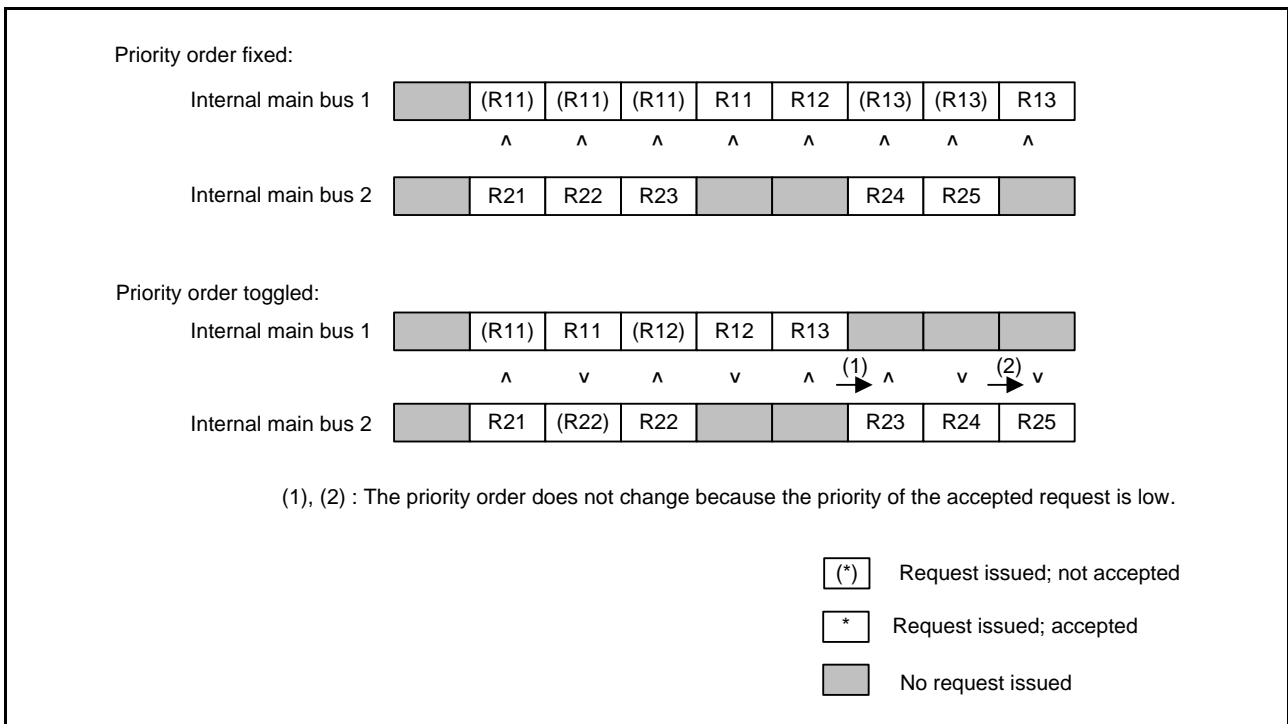 Priority order fixed:
Internal main bus 1 (R11) (R11) (R11) R11 R12 (R13) (R13) R13
∧ ∧ ∧ ∧ ∧ ∧ ∧ ∧
Internal main bus 2 R21 R22 R23 R24 R25
Priority order toggled:
Internal main bus 1 (R11) R11 (R12) R12 R13
∧ ∨ ∧ ∨ ∧ (1) ∧ ∨ (2) ∨
Internal main bus 2 R21 (R22) R22 R23 R24 R25
(1), (2) : The priority order does not change because the priority of the accepted request is low.
(*) Request issued; not accepted
* Request issued; accepted
No request issued